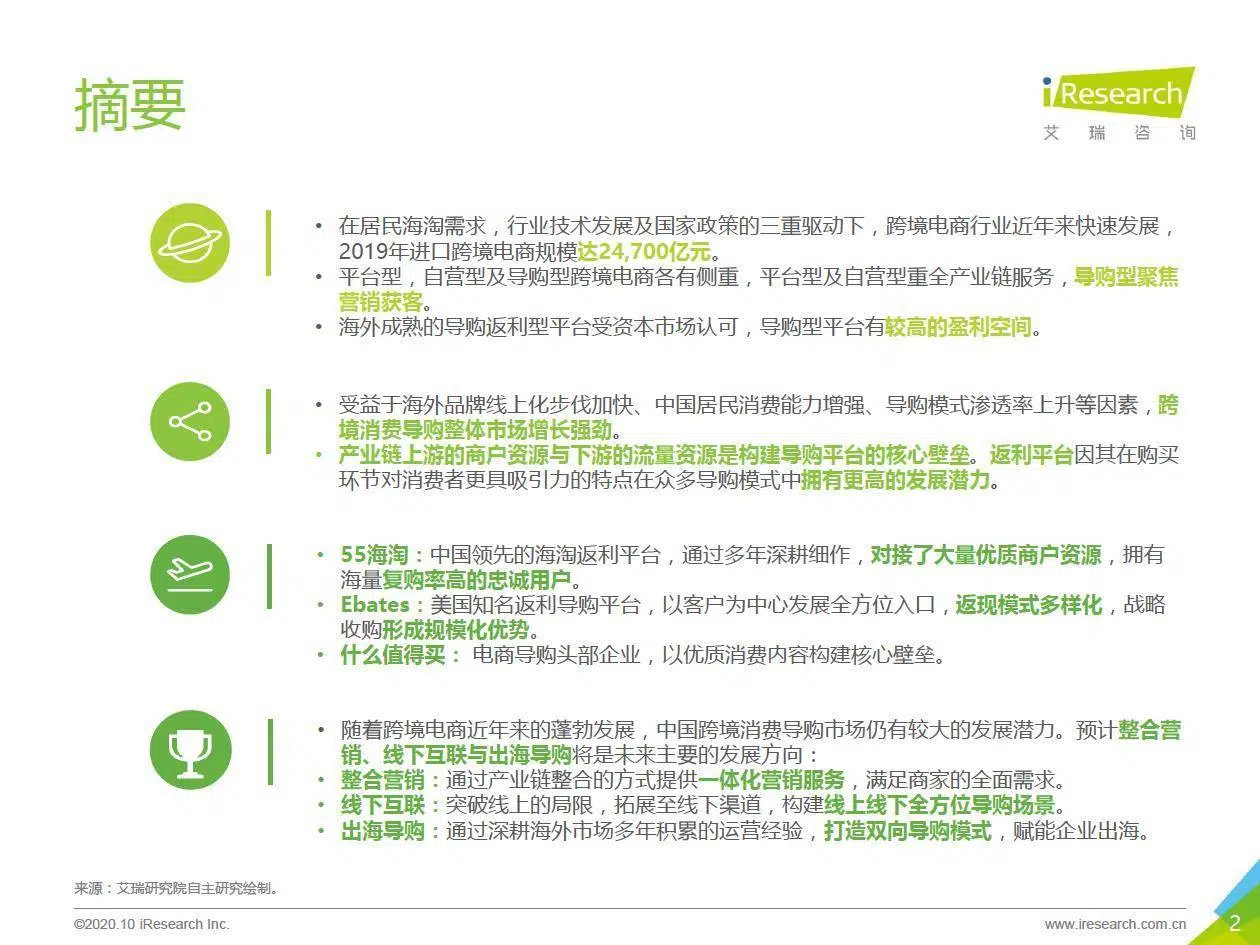 摘要
iResearch
艾瑞咨询
• 在居民海淘需求，行业技术发展及国家政策的三重驱动下，跨境电商行业近年来快速发展，
2019年进口跨境电商规模达24,700亿元。
• 平台型，自营型及导购型跨境电商各有侧重，平台型及自营型重全产业链服务，导购型聚焦
营销获客。
• 海外成熟的导购返利型平台受资本市场认可，导购型平台有较高的盈利空间。
• 受益于海外品牌线上化步伐加快、中国居民消费能力增强、导购模式渗透率上升等因素，跨
境消费导购整体市场增长强劲。
• 产业链上游的商户资源与下游的流量资源是构建导购平台的核心壁垒。返利平台因其在购买
环节对消费者更具吸引力的特点在众多导购模式中拥有更高的发展潜力。
• 55海淘：中国领先的海淘返利平台，通过多年深耕细作，对接了大量优质商户资源，拥有
海量复购率高的忠诚用户。
• Ebates：美国知名返利导购平台，以客户为中心发展全方位入口，返现模式多样化，战略
收购形成规模化优势。
• 什么值得买： 电商导购头部企业，以优质消费内容构建核心壁垒。
• 随着跨境电商近年来的蓬勃发展，中国跨境消费导购市场仍有较大的发展潜力。预计整合营
销、线下互联与出海导购将是未来主要的发展方向：
• 整合营销：通过产业链整合的方式提供一体化营销服务，满足商家的全面需求。
• 线下互联：突破线上的局限，拓展至线下渠道，构建线上线下全方位导购场景。
• 出海导购：通过深耕海外市场多年积累的运营经验，打造双向导购模式，赋能企业出海。
来源：艾瑞研究院自主研究绘制。
©2020.10 iResearch Inc.
www.iresearch.com.cn
2